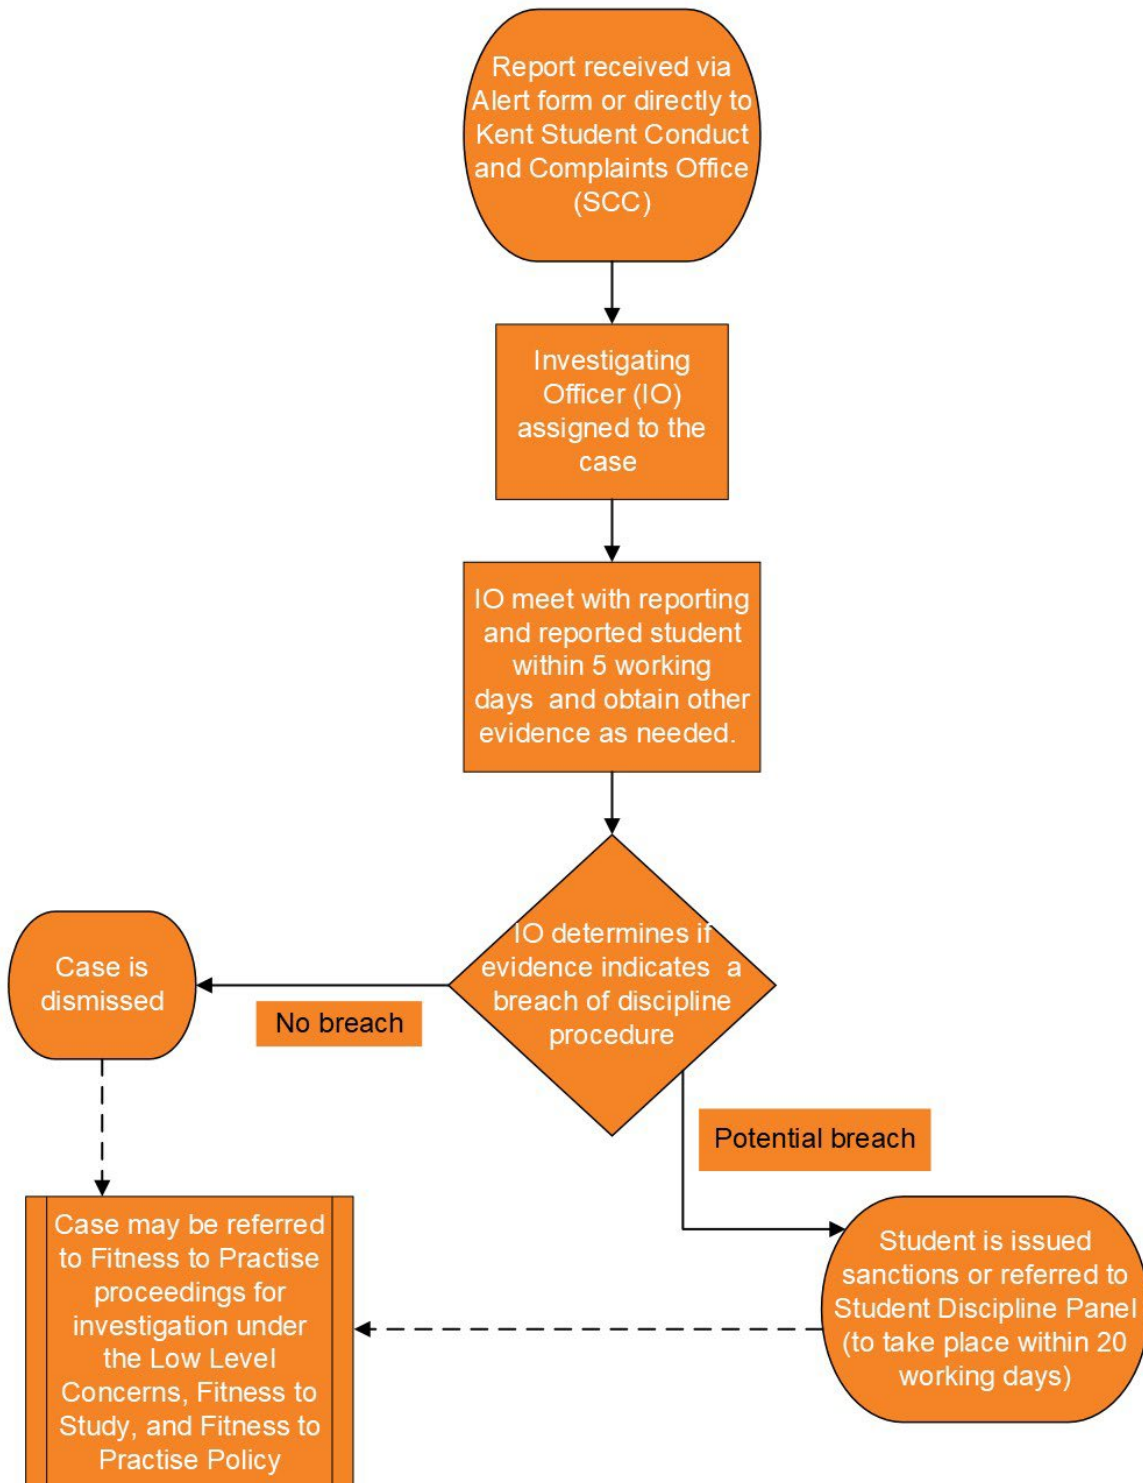 Report received via
Alert form or directly to
Kent Student Conduct
and Complaints Office
(SCC)
Investigating
Officer (IO)
assigned to the
case
IO meet with reporting
and reported student
within 5 working
days and obtain other
evidence as needed.
IO determines if
evidence indicates a
breach of discipline
procedure
No breach
Case is
dismissed
Potential breach
Student is issued
sanctions or referred to
Student Discipline Panel
(to take place within 20
working days)
Case may be referred
to Fitness to Practise
proceedings for
investigation under
the Low Level
Concerns, Fitness to
Study, and Fitness to
Practise Policy